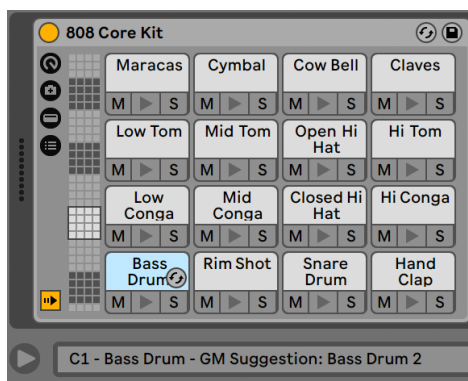 808 Core Kit
Maracas Cymbal Cow Bell Claves
M S M S M S M S
Low Tom Mid Tom Open Hi Hat Hi Tom
M S M S M S M S
Low Conga Mid Conga Closed Hi Hat Hi Conga
M S M S M S M S
Bass Drum Rim Shot Snare Drum Hand Clap
M S M S M S M S
C1 - Bass Drum - GM Suggestion: Bass Drum 2